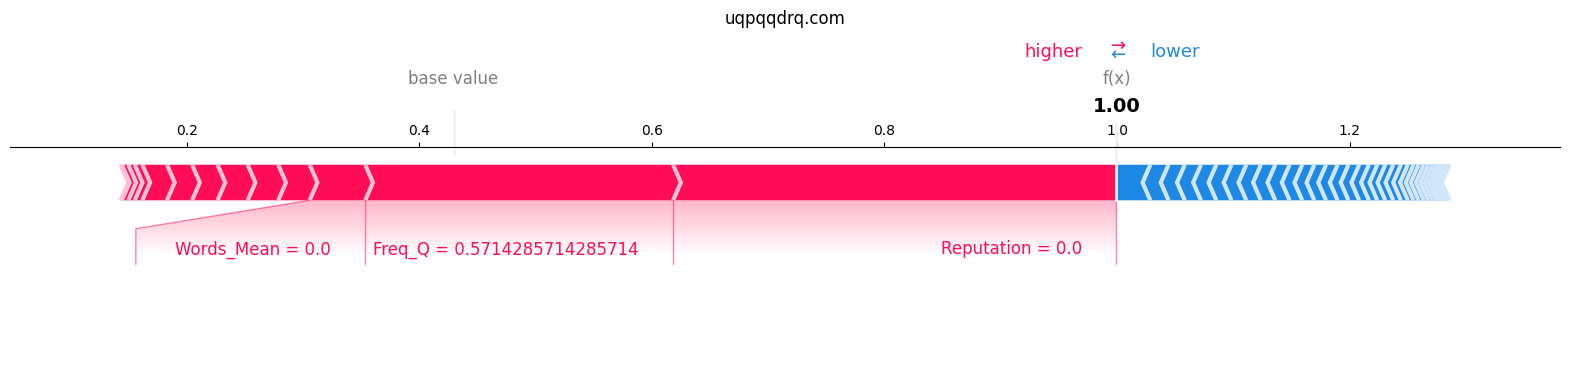 uqpqqdrq.com
higher ⇄ lower
base value f(x)
1.00
0.2 0.4 0.6 0.8 1.0 1.2
Words_Mean = 0.0 Freq_Q = 0.5714285714285714 Reputation = 0.0